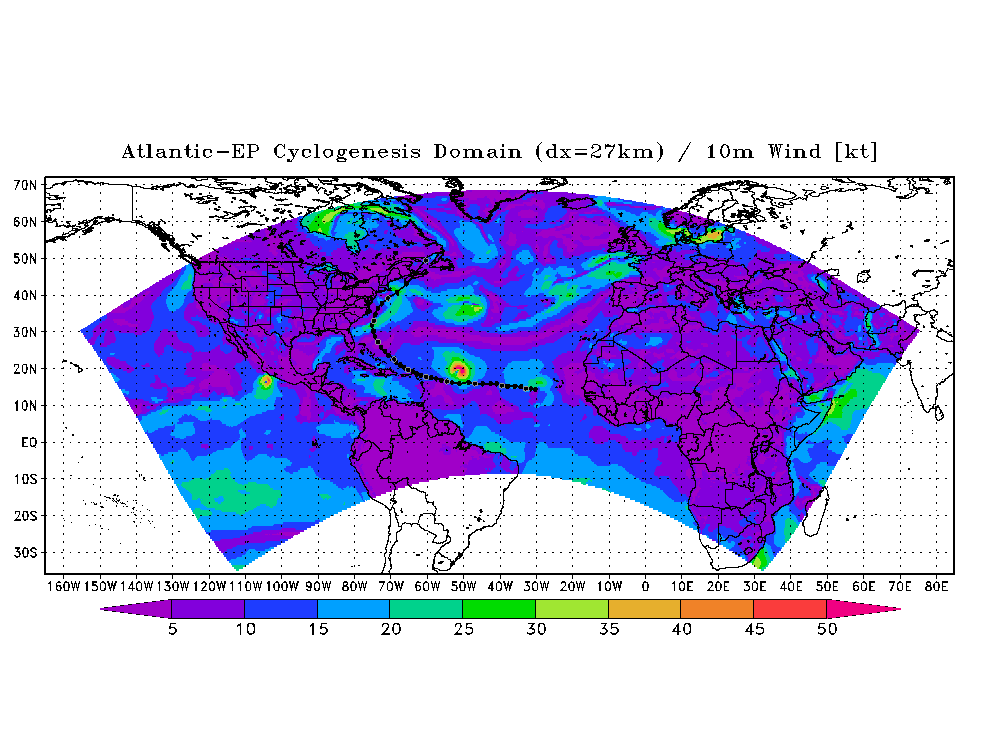 Atlantic-EP Cyclogenesis Domain (dx=27km) / 10m Wind [kt]
70N
60N
50N
40N
30N
20N
10N
EQ
10S
20S
30S
160W 150W 140W 130W 120W 110W 100W 90W 80W 70W 60W 50W 40W 30W 20W 10W 0 10E 20E 30E 40E 50E 60E 70E 80E
5 10 15 20 25 30 35 40 45 50